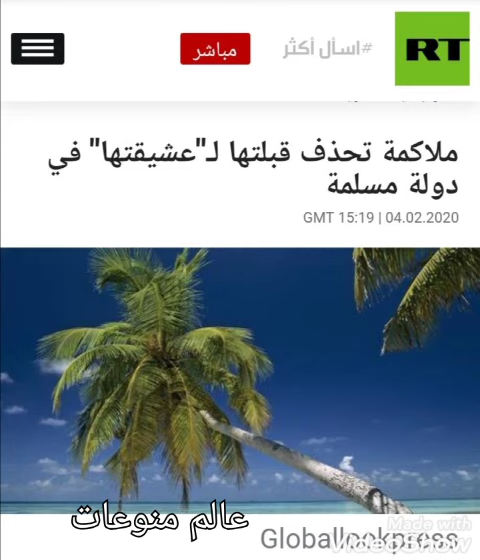 RT
#اسأل أكثر
مباشر
ملاكمة تحذف قبلتها لـ"عشيقتها" في
دولة مسلمة
04.02.2020 | 15:19 GMT
عالم منوعات
Made with
VideoShow
Globallookpress